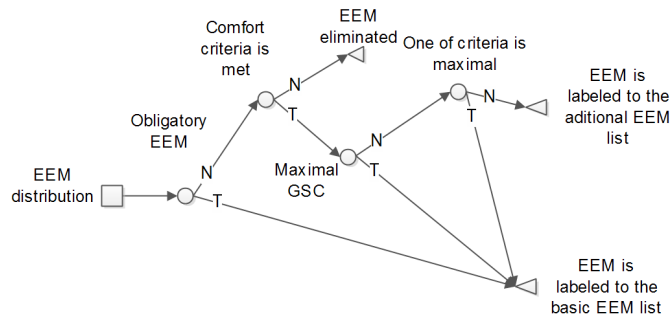 Comfort
criteria is
met
EEM
eliminated
One of criteria is
maximal
N
EEM is
labeled to the
aditional EEM
list
N
T
T
Obligatory
EEM
N
Maximal
GSC
N
T
EEM
distribution
T
EEM is
labeled to the
basic EEM list